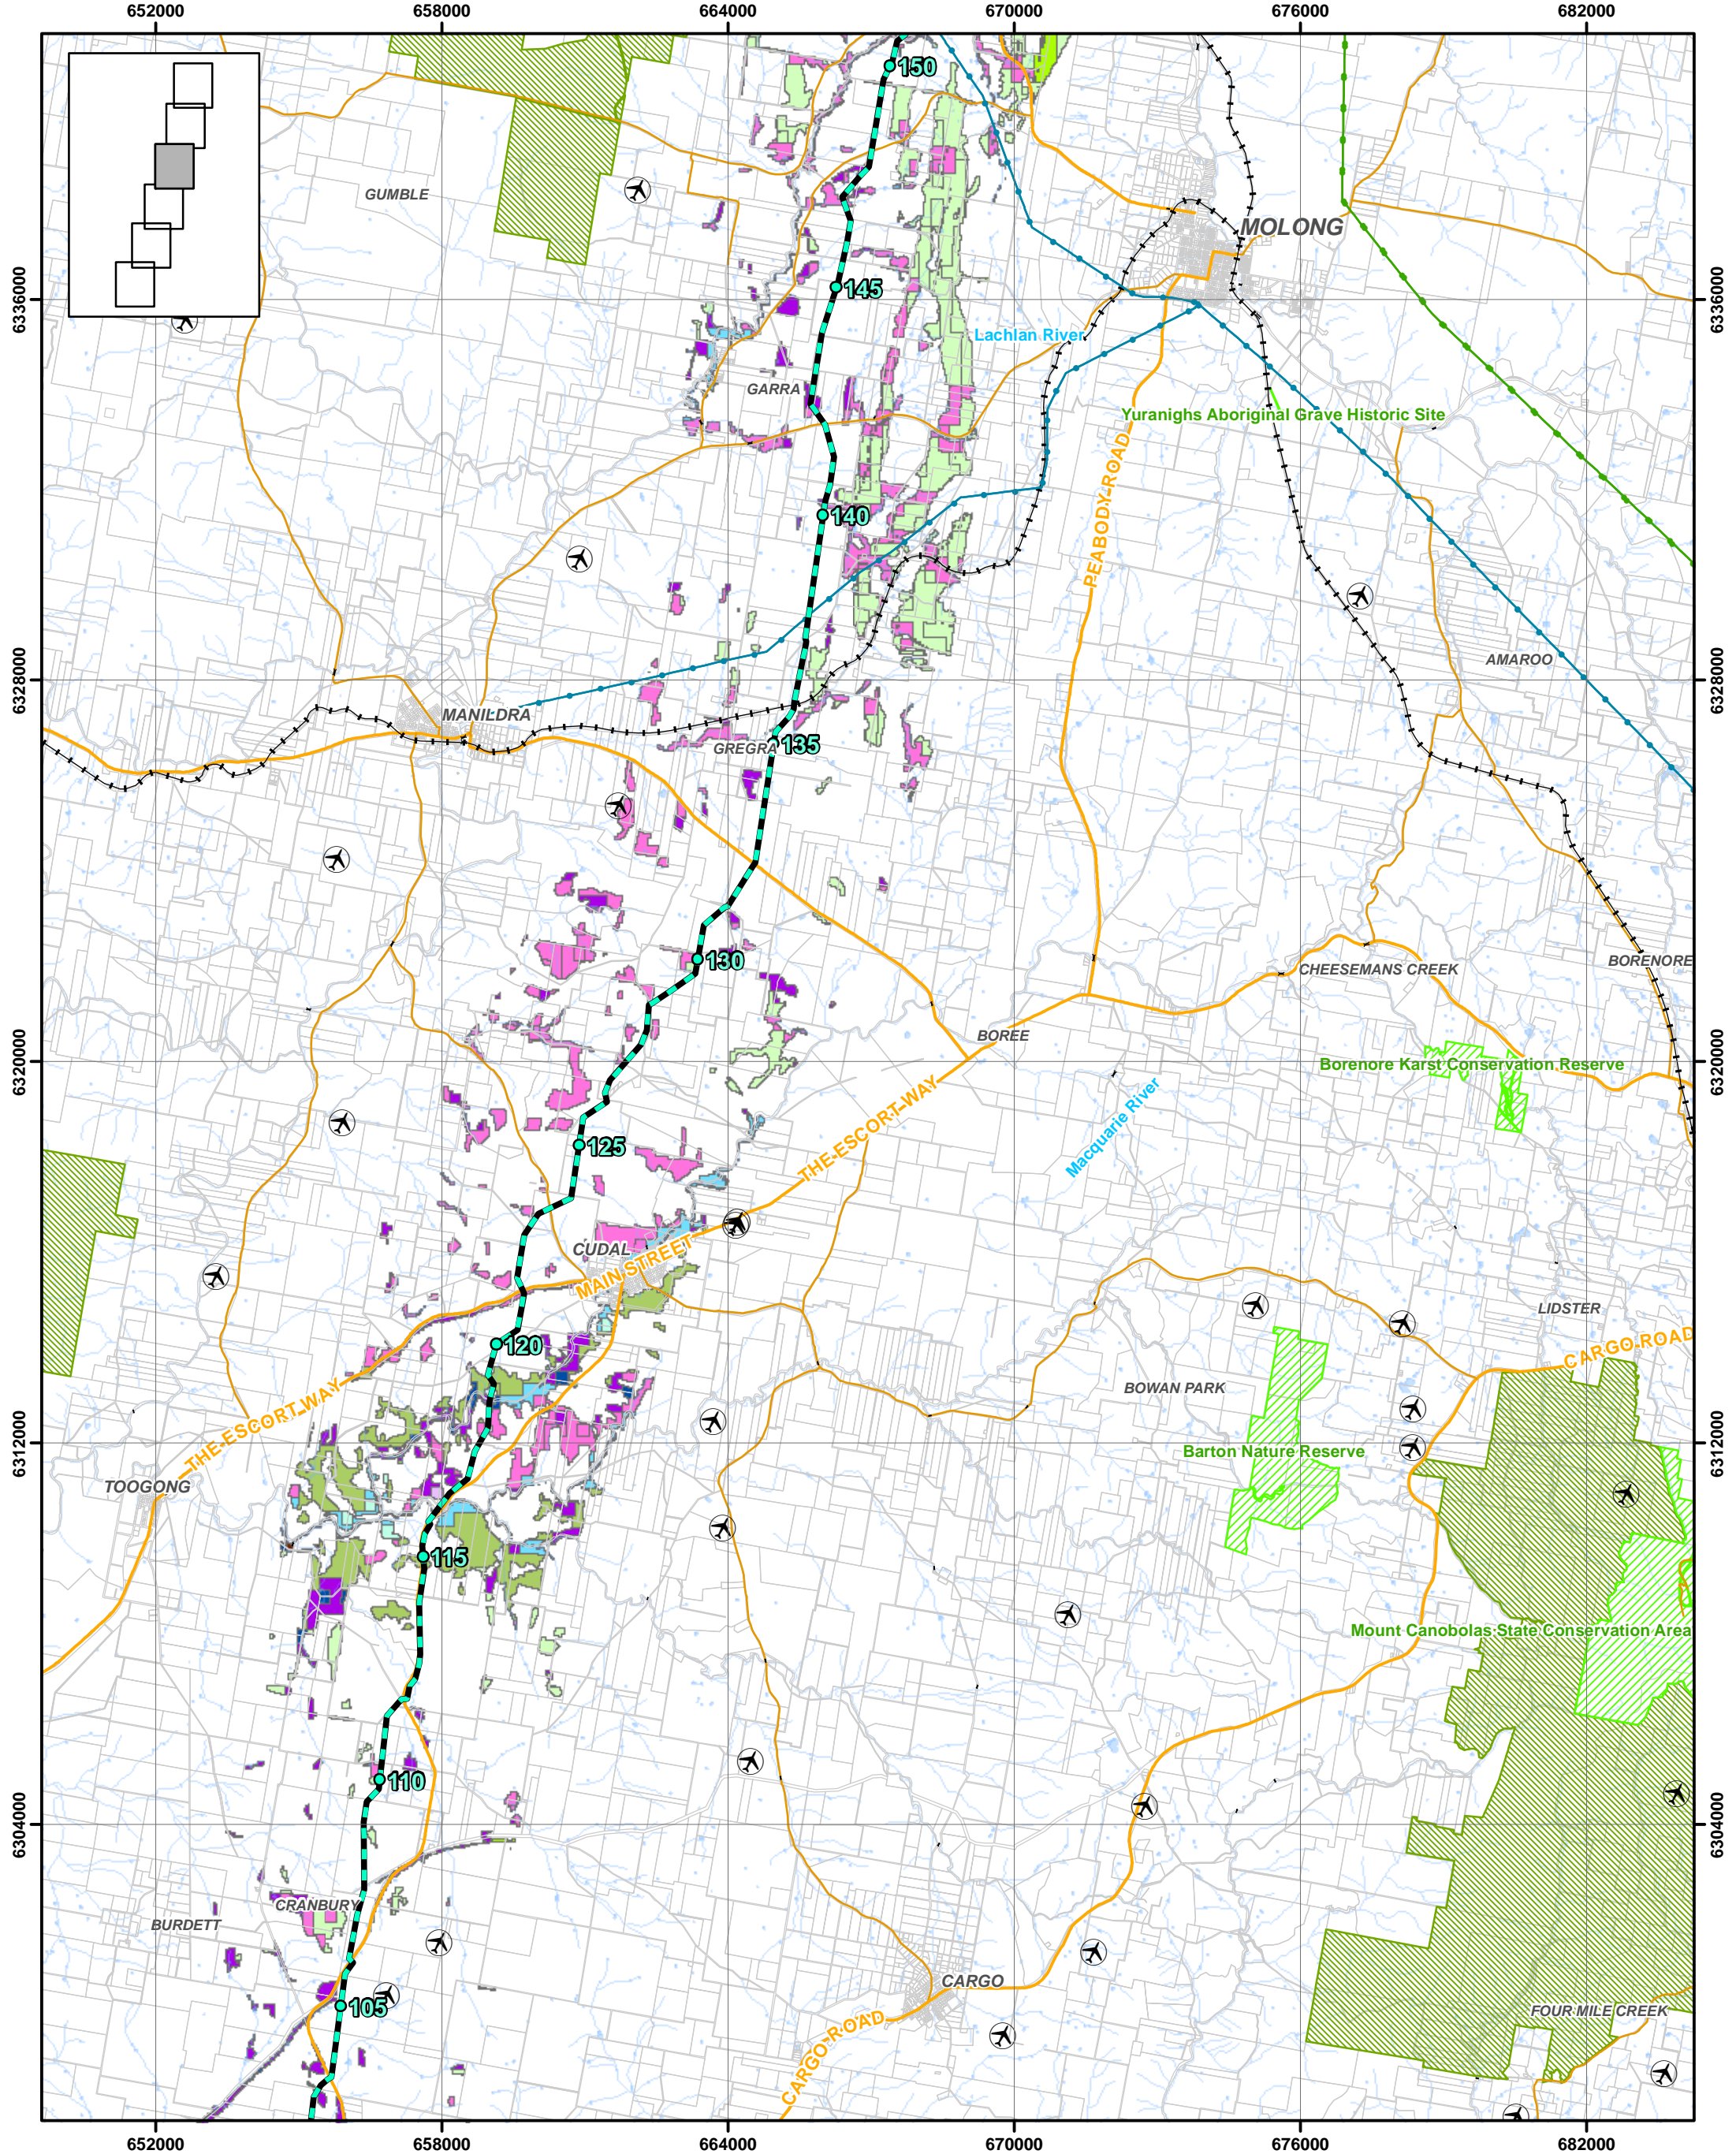 652000 658000 664000 670000 676000 682000
150
GUMBLE
MOLONG
145
6336000 6336000
Lachlan River
GARRA
Yuranighs Aboriginal Grave Historic Site
PEABODY ROAD
140
AMAROO
6328000 6328000
MANILDRA
GREGRA 135
130
CHEESEMANS CREEK BORENORE
BOREE
6320000 6320000
Borenore Karst Conservation Reserve
THE ESCORT WAY
Macquarie River
125
CUDAL
MAIN STREET
LIDSTER
120
CARGO ROAD
BOWAN PARK
THE ESCORT WAY
6312000 6312000
Barton Nature Reserve
TOOGONG
115
Mount Canobolas State Conservation Area
110
6304000 6304000
CRANBURY
BURDETT
CARGO
105
FOUR MILE CREEK
CARGO ROAD
652000 658000 664000 670000 676000 682000